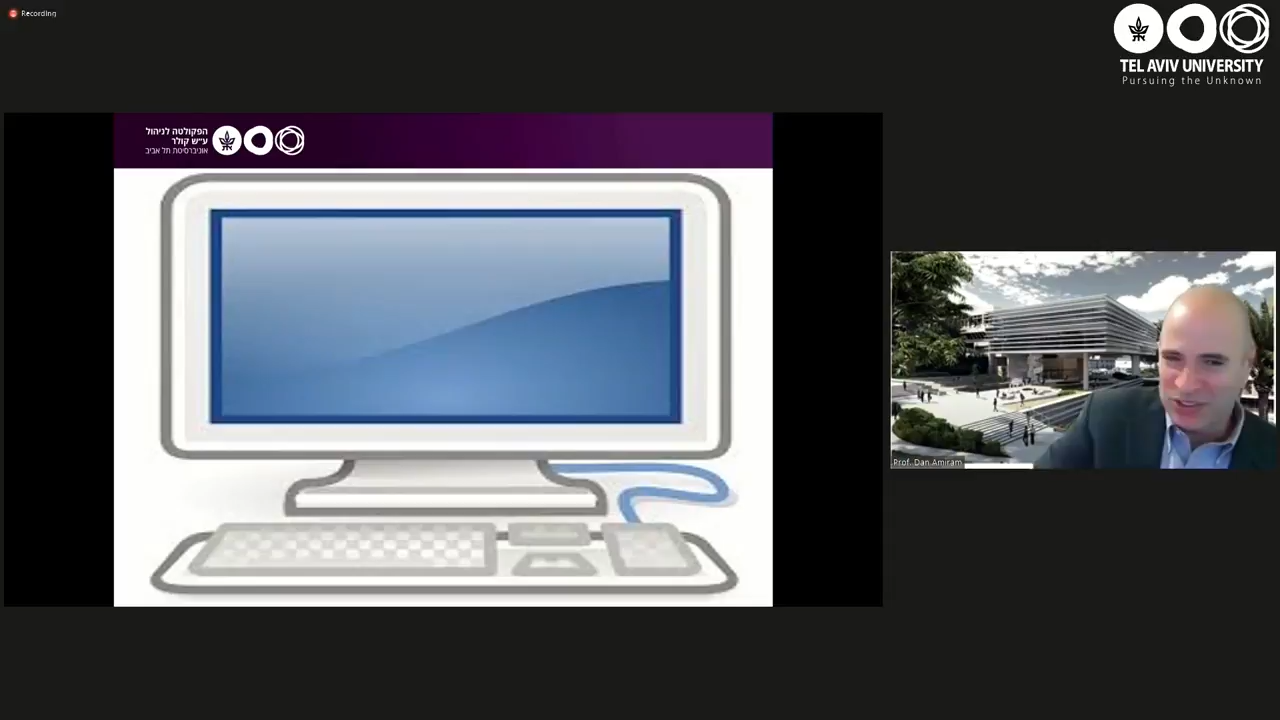 Recording
TEL AVIV UNIVERSITY
Pursuing the Unknown
הפקולטה לניהול
ע״ש קולר
אוניברסיטת תל אביב
Prof. Dan Amiram